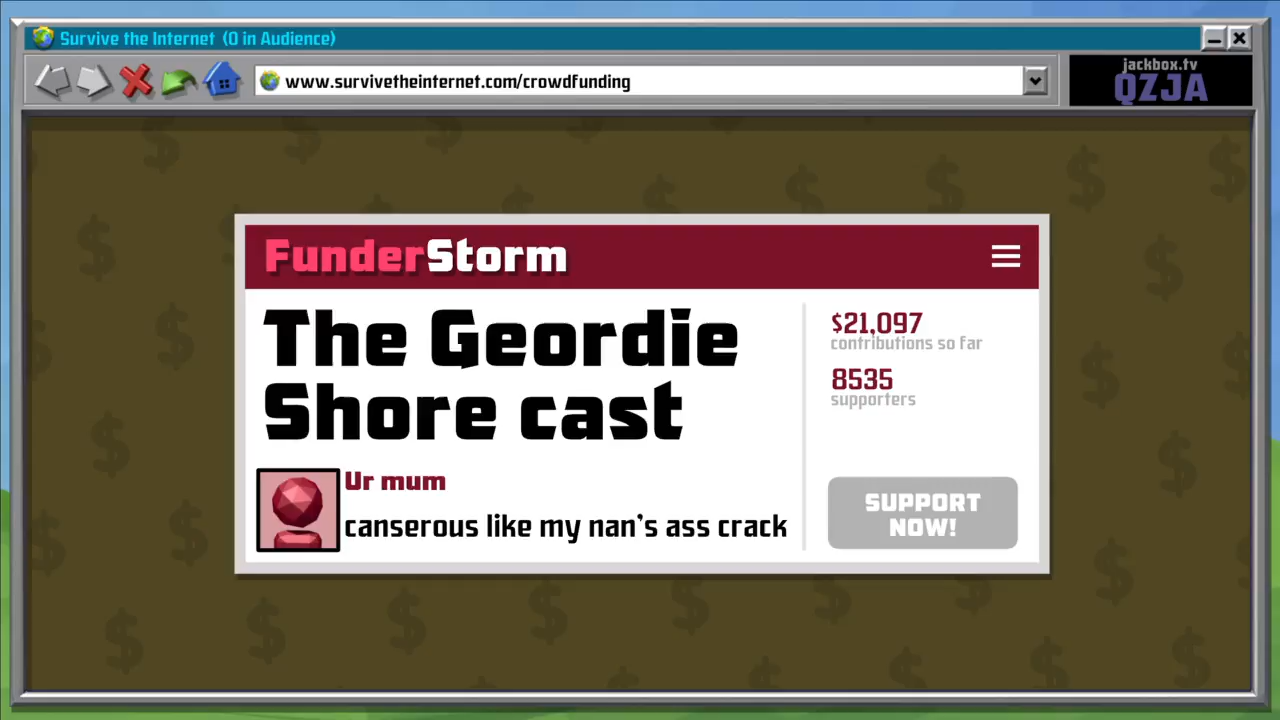 Survive the Internet (0 in Audience)
www.survivetheinternet.com/crowdfunding
jackbox.tv
QZJA
FunderStorm
The Geordie
Shore cast
Ur mum
canserous like my nan's ass crack
$21,097
contributions so far
8535
supporters
SUPPORT
NOW!